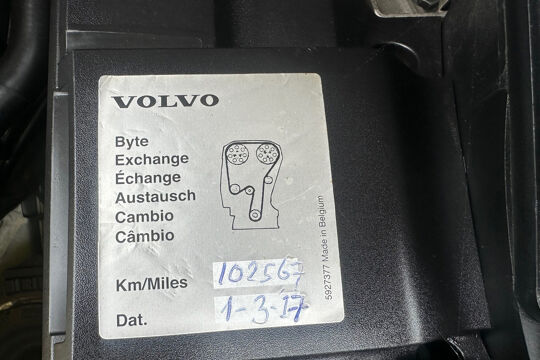 VOLVO
Byte
Exchange
Échange
Austausch
Cambio
Câmbio
Km/Miles 102567
Dat. 1-3-17
5927377 Made in Belgium